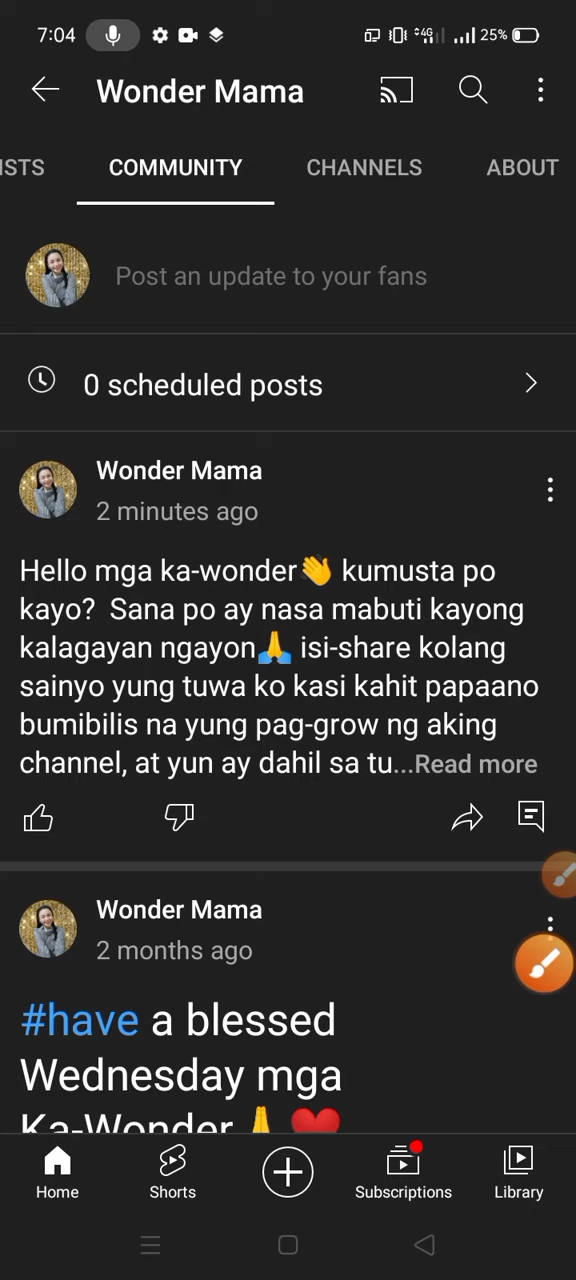 7:04 4G 25%
Wonder Mama
ISTS COMMUNITY CHANNELS ABOUT
Post an update to your fans
0 scheduled posts
Wonder Mama
2 minutes ago
Hello mga ka-wonder👋 kumusta po
kayo? Sana po ay nasa mabuti kayong
kalagayan ngayon🙏 isi-share kolang
sainyo yung tuwa ko kasi kahit papaano
bumibilis na yung pag-grow ng aking
channel, at yun ay dahil sa tu...Read more
Wonder Mama
2 months ago
#have a blessed
Wednesday mga
Ka-Wonder🙏❤️
Home Shorts Subscriptions Library